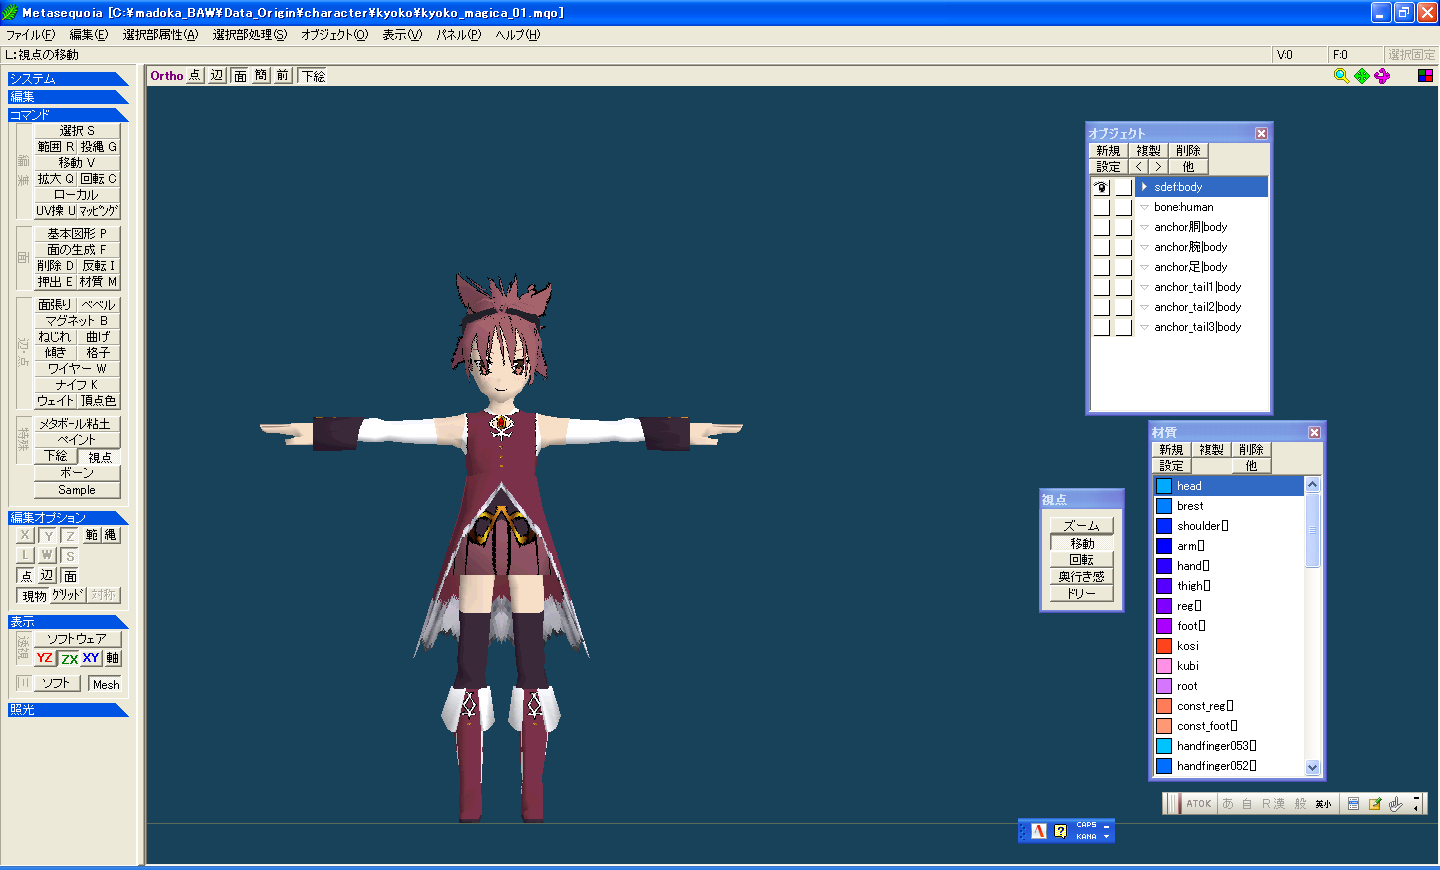 Metasequoia [C:¥madoka_BAW¥Data_Origin¥character¥kyoko¥kyoko_magica_01.mqo]
ファイル(F) 編集(E) 選択部属性(A) 選択部処理(S) オブジェクト(O) 表示(V) パネル(P) ヘルプ(H)
L:視点の移動 V:0 F:0 選択固定
Ortho 点 辺 面 簡 前 下絵
システム
編集
コマンド
編集
選択 S
範囲 R 投縄 G
移動 V
拡大 Q 回転 C
ローカル
UV操 U マッピング
面
基本図形 P
面の生成 F
削除 D 反転 I
押出 E 材質 M
辺・点
面張り ベベル
マグネット B
ねじれ 曲げ
傾き 格子
ワイヤー W
ナイフ K
ウェイト 頂点色
特殊
メタボール粘土
ペイント
下絵 視点
ボーン
Sample
編集オプション
X Y Z 範 縄
L W S
点 辺 面
現物 グリッド 対称
表示
透視
ソフトウェア
YZ ZX XY 軸
ソフト Mesh
照光
オブジェクト
新規 複製 削除
設定 < > 他
sdef:body
bone:human
anchor胴|body
anchor腕|body
anchor足|body
anchor_tail1|body
anchor_tail2|body
anchor_tail3|body
視点
ズーム
移動
回転
奥行き感
ドリー
材質
新規 複製 削除
設定 他
head
brest
shoulder[]
arm[]
hand[]
thigh[]
reg[]
foot[]
kosi
kubi
root
const_reg[]
const_foot[]
handfinger053[]
handfinger052[]
ATOK あ 自 R漢 般 英小
A ? CAPS
KANA